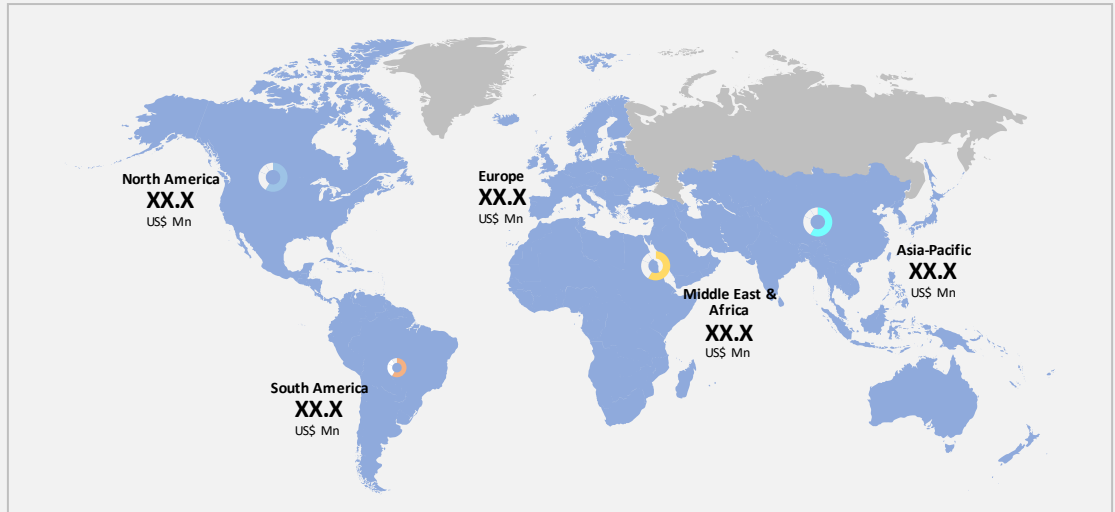 North America
XX.X
US$ Mn
Europe
XX.X
US$ Mn
Asia-Pacific
XX.X
US$ Mn
Middle East &
Africa
XX.X
US$ Mn
South America
XX.X
US$ Mn